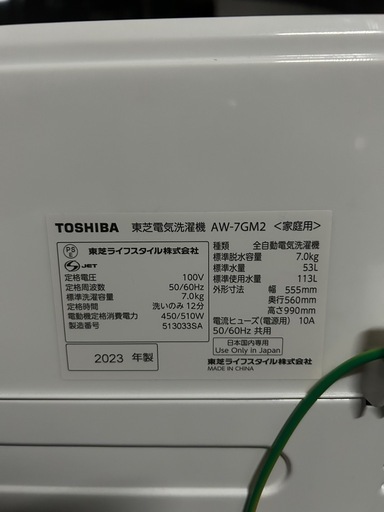 TOSHIBA 東芝電気洗濯機 AW-7GM2 <家庭用>
PS E 東芝ライフスタイル株式会社
S JET
定格電圧 100V
定格周波数 50/60Hz
標準洗濯容量 7.0kg
定格時間 洗いのみ 12分
電動機定格消費電力 450/510W
製造番号 513033SA
2023 年製
種類 全自動電気洗濯機
標準脱水容量 7.0kg
標準水量 53L
標準使用水量 113L
外形寸法 幅 555mm
奥行560mm
高さ990mm
電流ヒューズ(電源用) 10A
50/60Hz 共用
日本国内専用
Use Only in Japan
東芝ライフスタイル株式会社
MADE IN CHINA